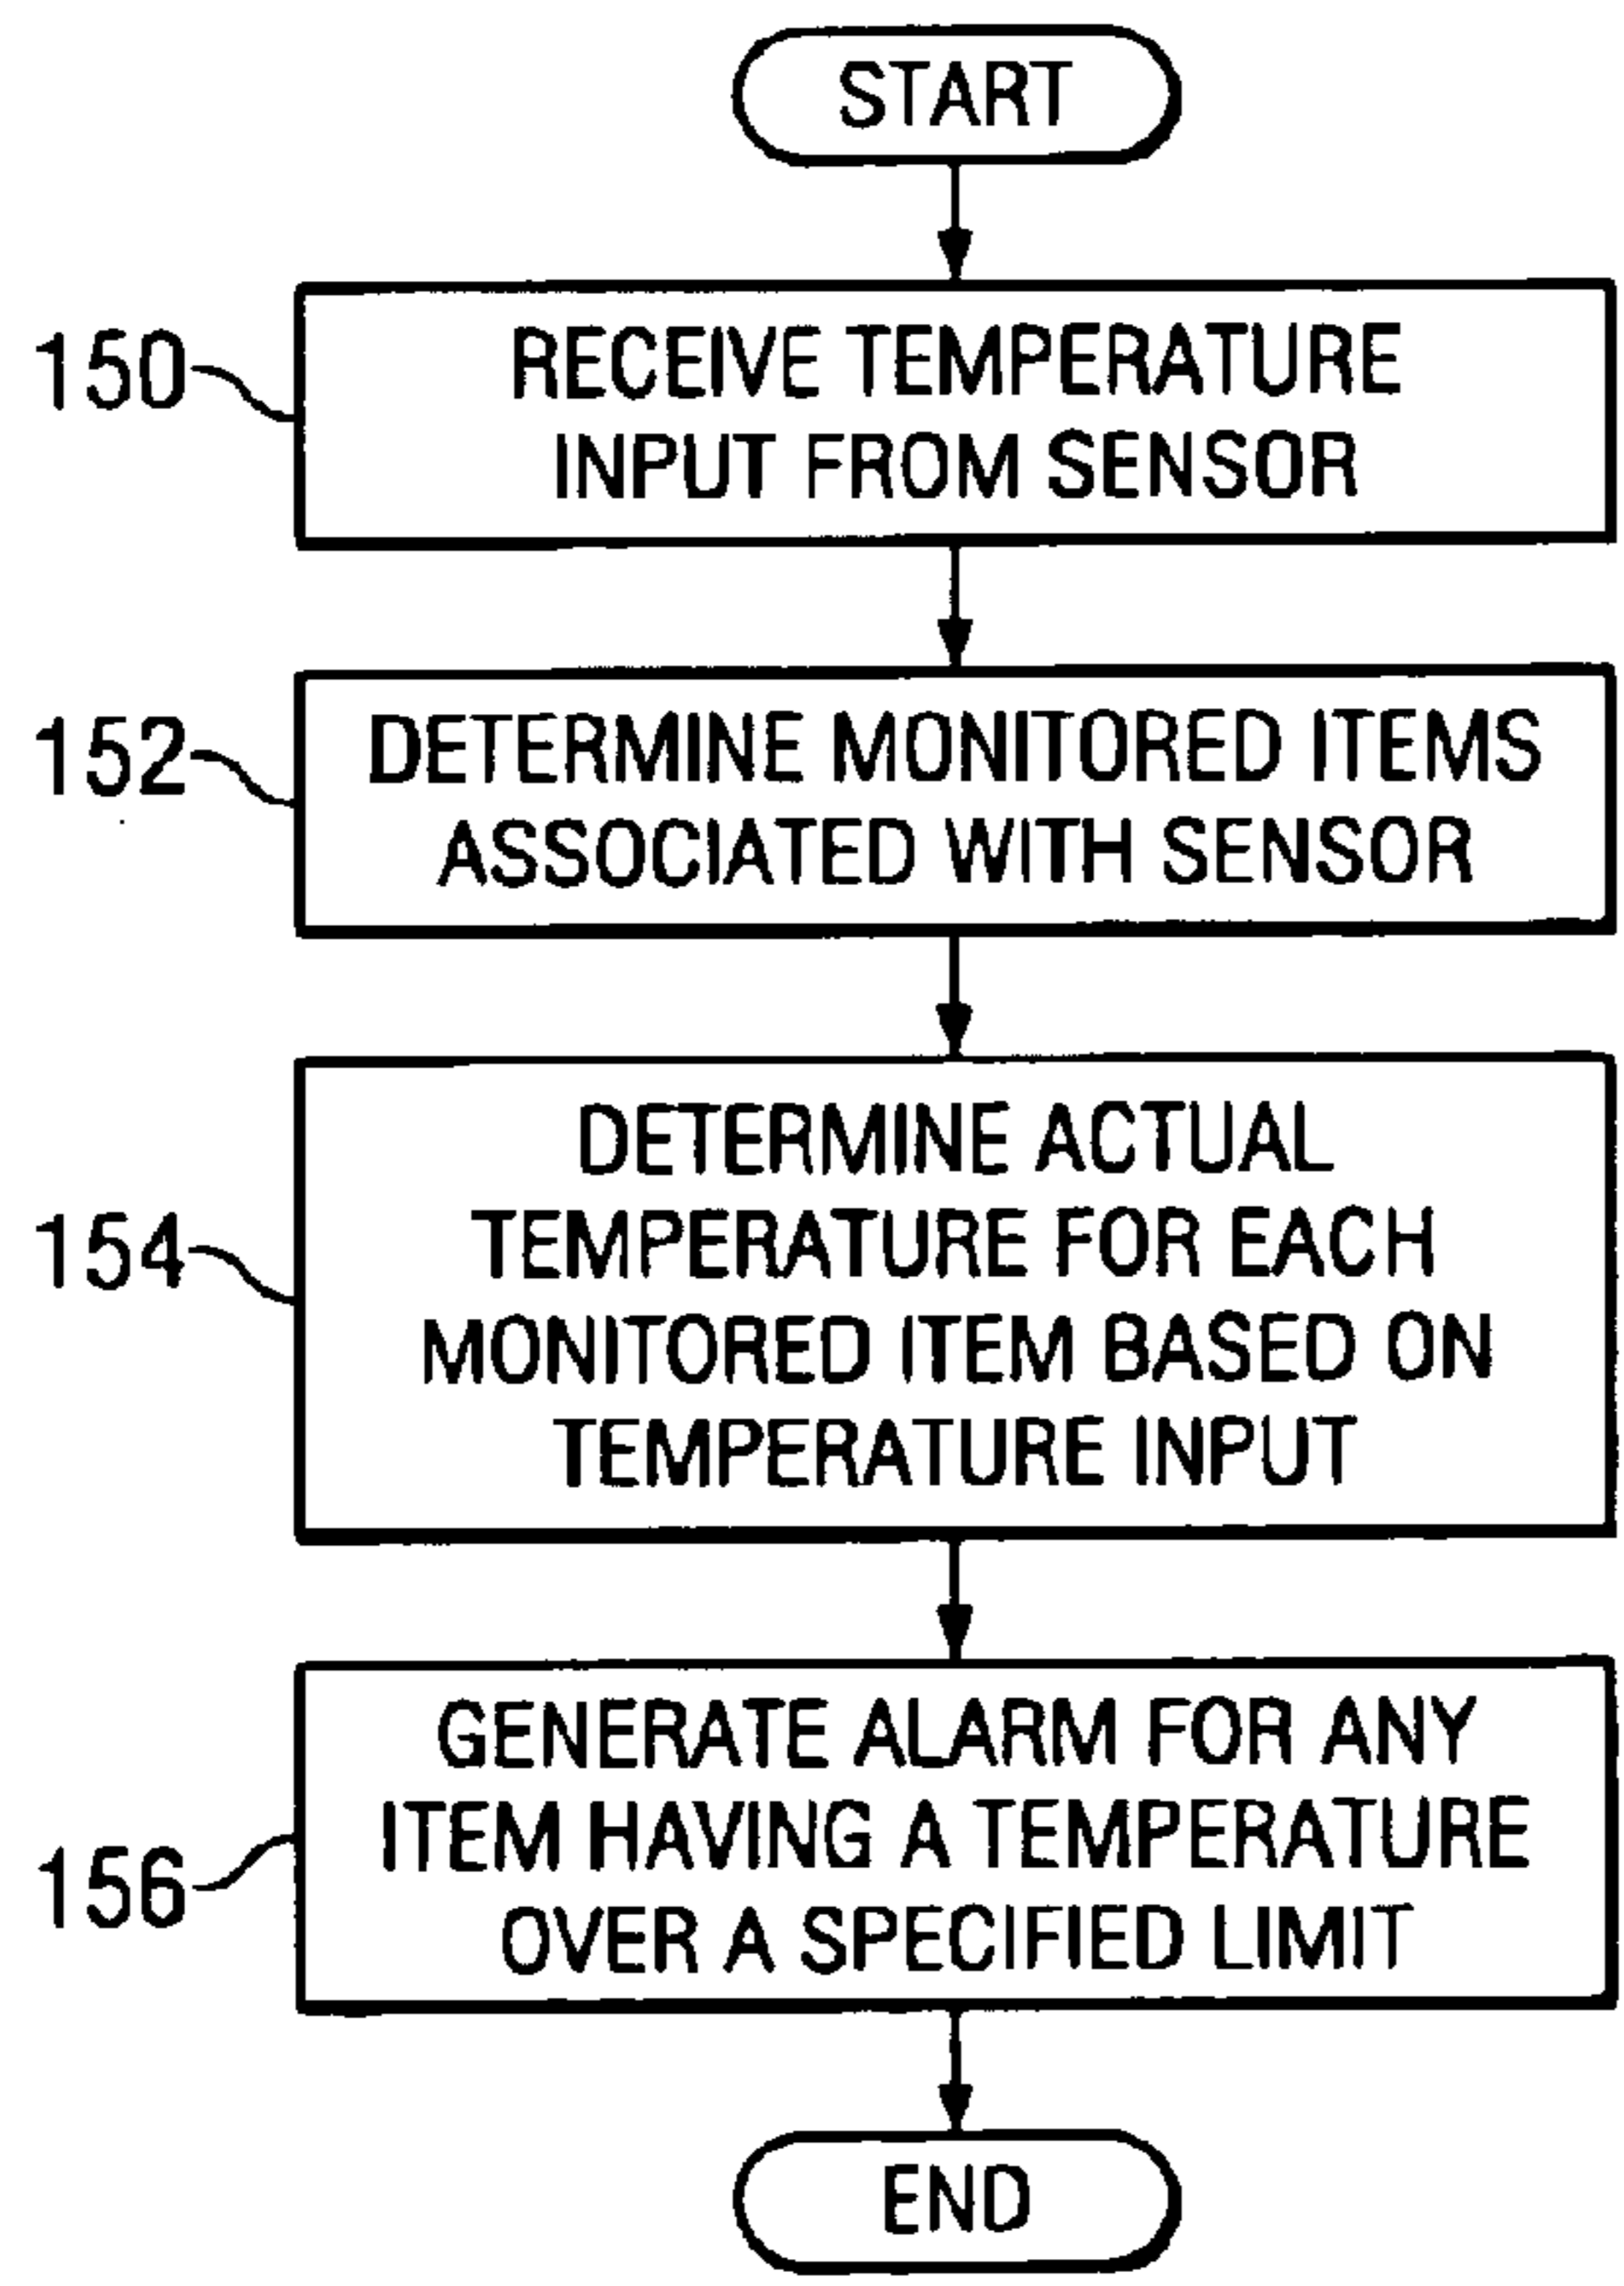 START
150
RECEIVE TEMPERATURE
INPUT FROM SENSOR
152
DETERMINE MONITORED ITEMS
ASSOCIATED WITH SENSOR
154
DETERMINE ACTUAL
TEMPERATURE FOR EACH
MONITORED ITEM BASED ON
TEMPERATURE INPUT
156
GENERATE ALARM FOR ANY
ITEM HAVING A TEMPERATURE
OVER A SPECIFIED LIMIT
END